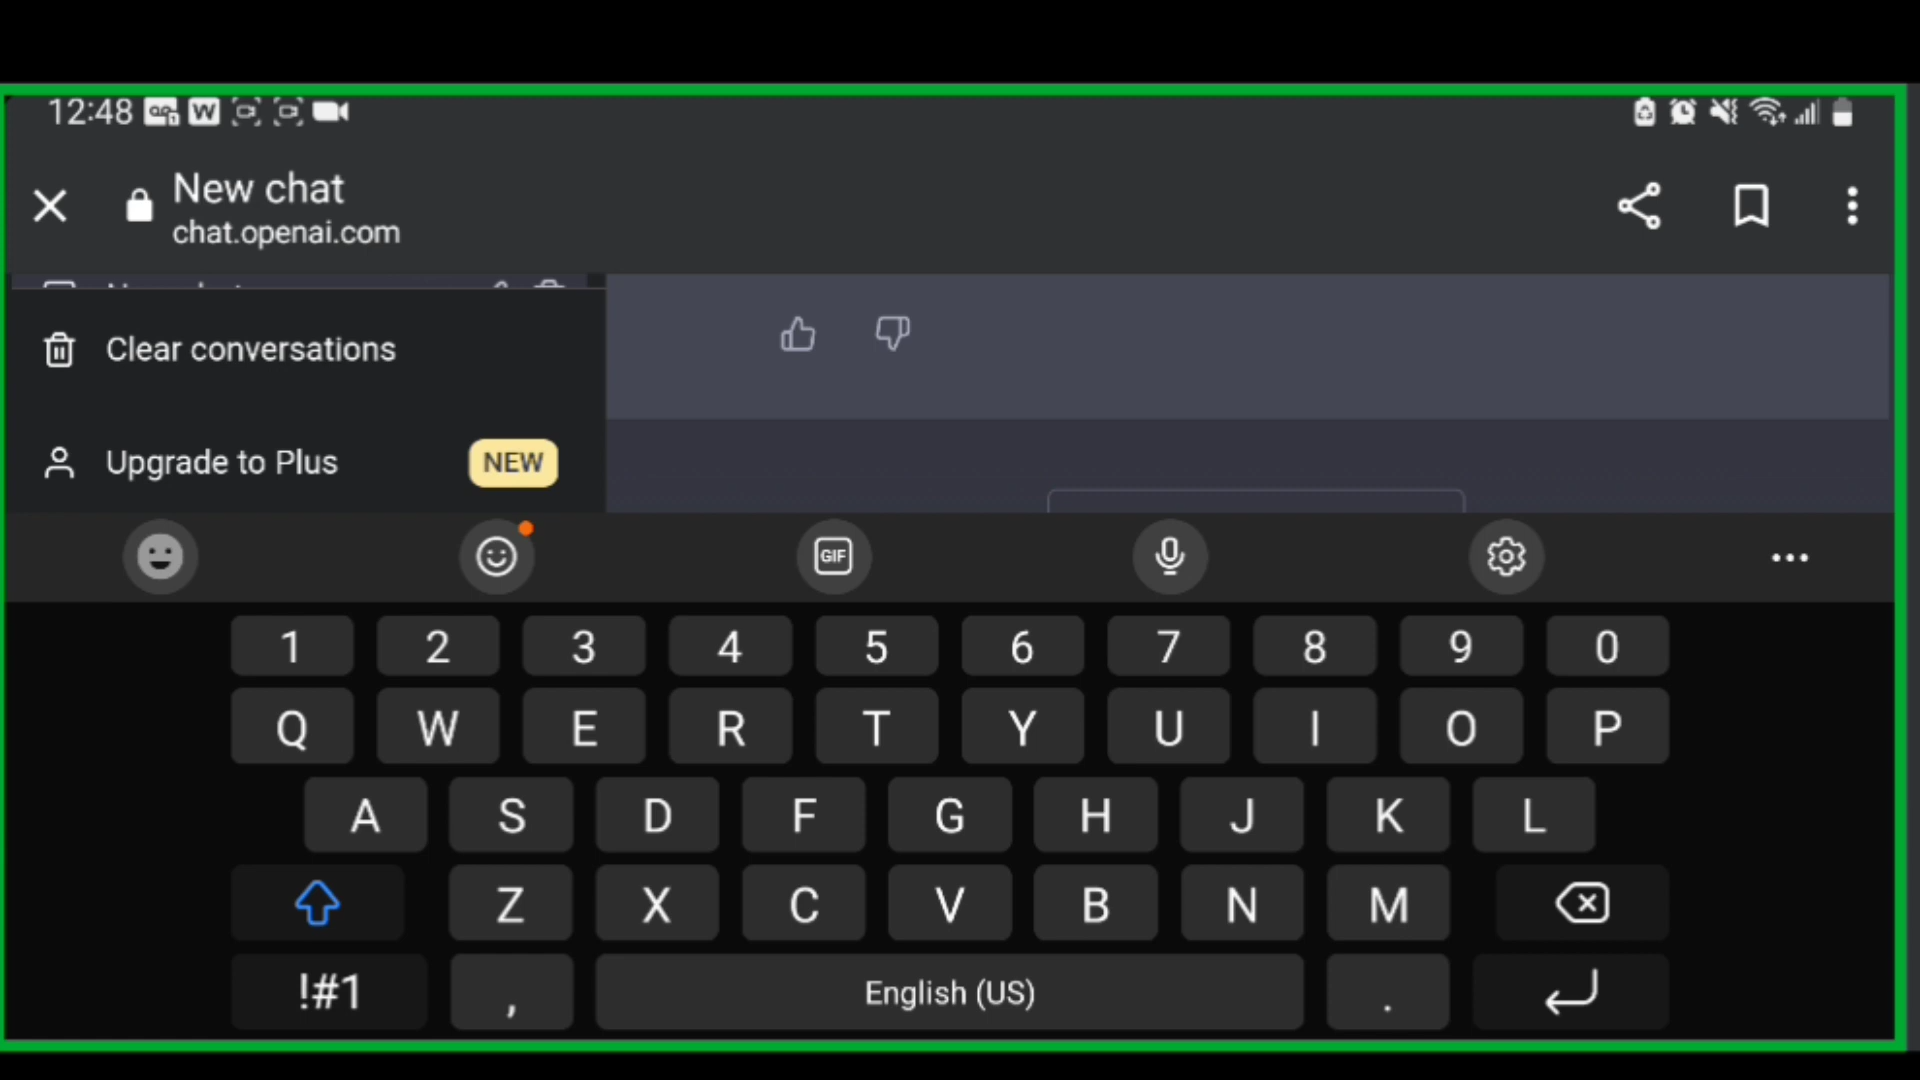 12:48 W
New chat
chat.openai.com
Clear conversations
Upgrade to Plus NEW
GIF
1 2 3 4 5 6 7 8 9 0
Q W E R T Y U I O P
A S D F G H J K L
Z X C V B N M
!#1 , English (US) .